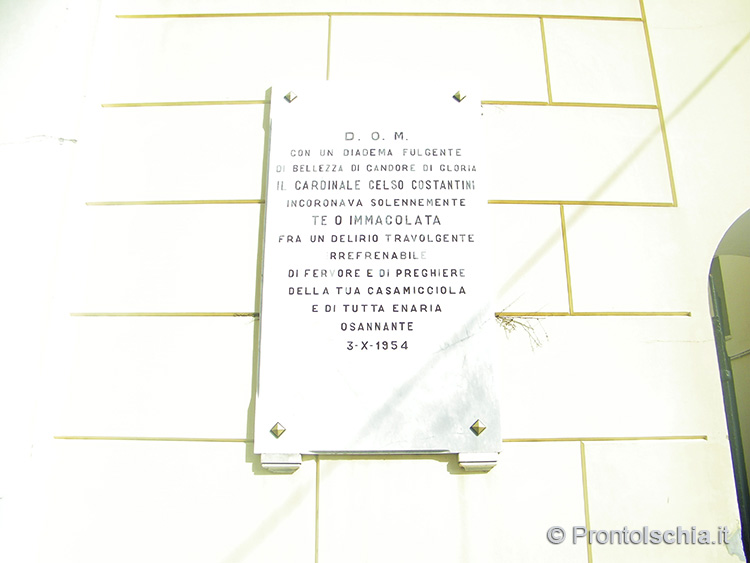 D. O. M.
CON UN DIADEMA FULGENTE
DI BELLEZZA DI CANDORE DI GLORIA
IL CARDINALE CELSO COSTANTINI
INCORONAVA SOLENNEMENTE
TE O IMMACOLATA
FRA UN DELIRIO TRAVOLGENTE
RREFRENABILE
DI FERVORE E DI PREGHIERE
DELLA TUA CASAMICCIOLA
E DI TUTTA ENARIA
OSANNANTE
3-X-1954
© ProntoIschia.it